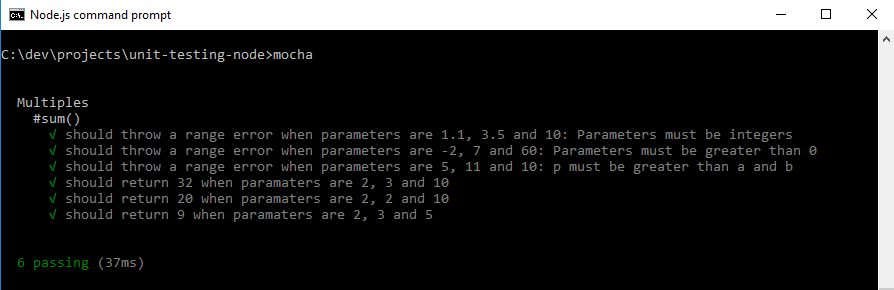 Node.js command prompt
C:\dev\projects\unit-testing-node>mocha
Multiples
#sum()
√ should throw a range error when parameters are 1.1, 3.5 and 10: Parameters must be integers
√ should throw a range error when parameters are -2, 7 and 60: Parameters must be greater than 0
√ should throw a range error when parameters are 5, 11 and 10: p must be greater than a and b
√ should return 32 when paramaters are 2, 3 and 10
√ should return 20 when paramaters are 2, 2 and 10
√ should return 9 when paramaters are 2, 3 and 5
6 passing (37ms)